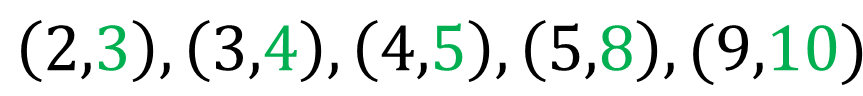 (2,3), (3,4), (4,5), (5,8), (9,10)